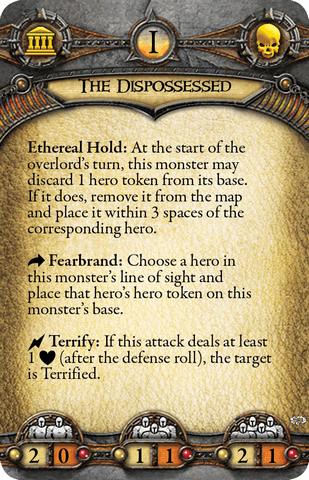 I
The Dispossessed
Ethereal Hold: At the start of the
overlord's turn, this monster may
discard 1 hero token from its base.
If it does, remove it from the map
and place it within 3 spaces of the
corresponding hero.
Fearbrand: Choose a hero in
this monster's line of sight and
place that hero's hero token on this
monster's base.
Terrify: If this attack deals at least
1 (after the defense roll), the target
is Terrified.
2 0 1 1 2 1